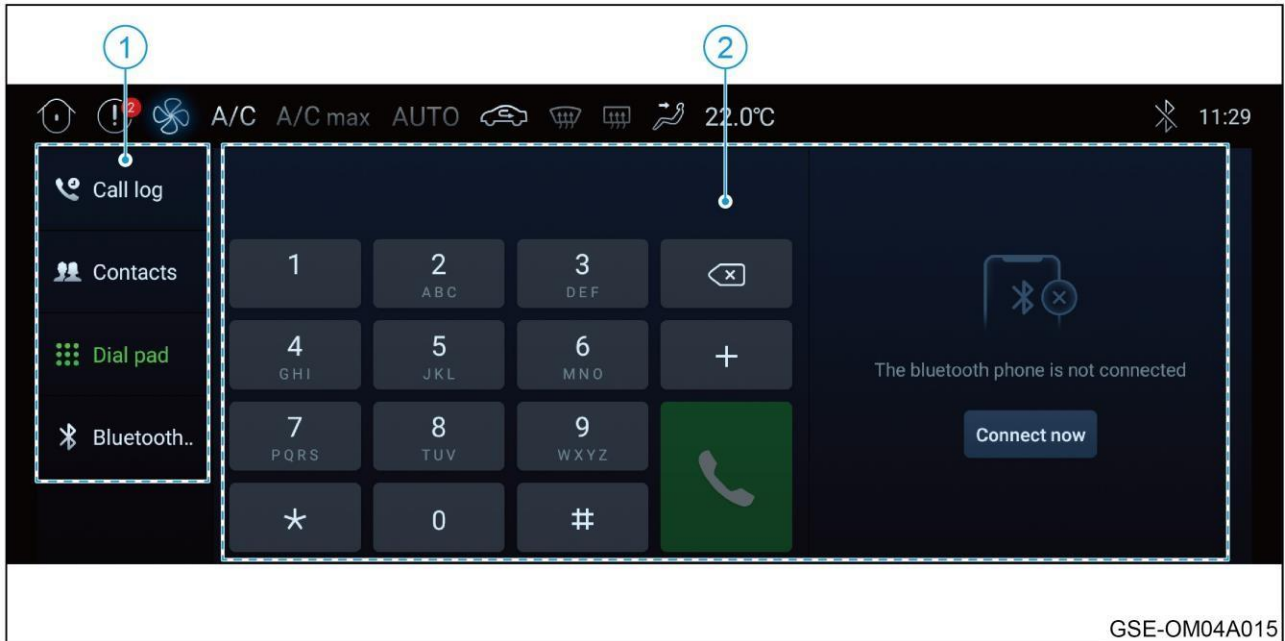 1 2
2 A/C A/C max AUTO 22.0°C 11:29
Call log
Contacts
Dial pad
Bluetooth..
1 2 3
ABC DEF
4 5 6 +
GHI JKL MNO
7 8 9
PQRS TUV WXYZ
* 0 #
The bluetooth phone is not connected
Connect now
GSE-OM04A015